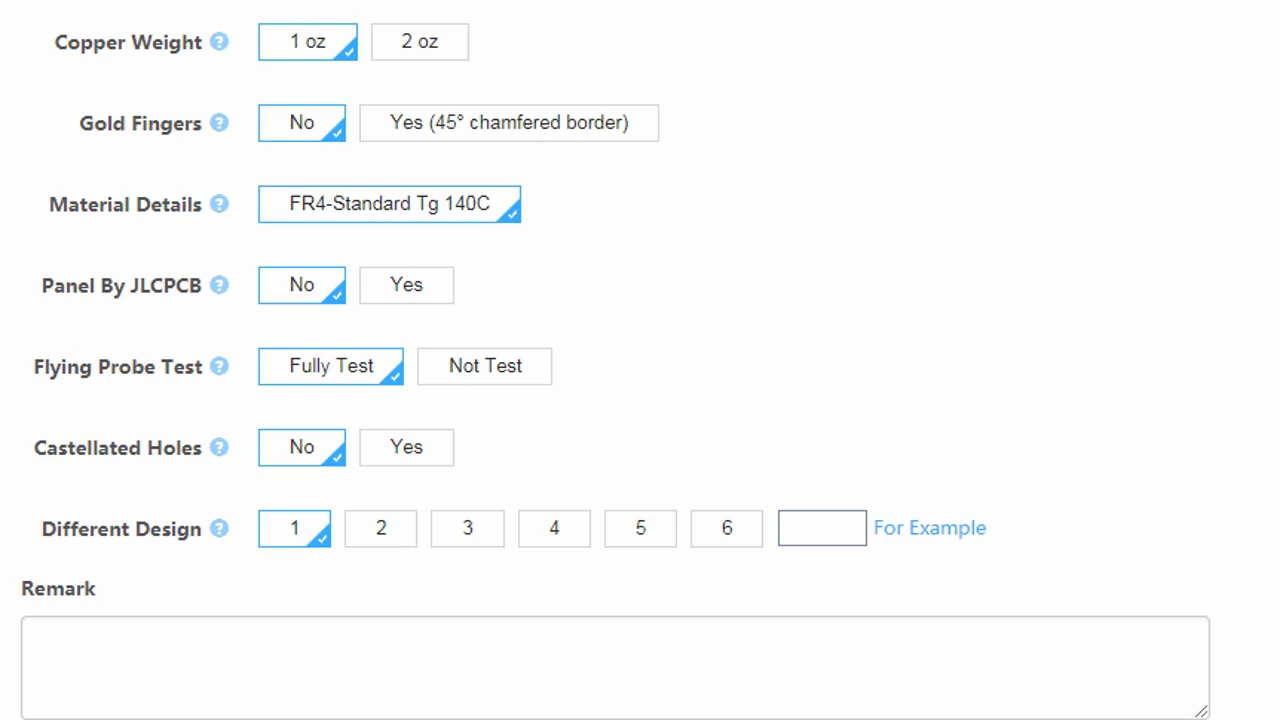 Copper Weight ? 1 oz 2 oz
Gold Fingers ? No Yes (45° chamfered border)
Material Details ? FR4-Standard Tg 140C
Panel By JLCPCB ? No Yes
Flying Probe Test ? Fully Test Not Test
Castellated Holes ? No Yes
Different Design ? 1 2 3 4 5 6 For Example
Remark